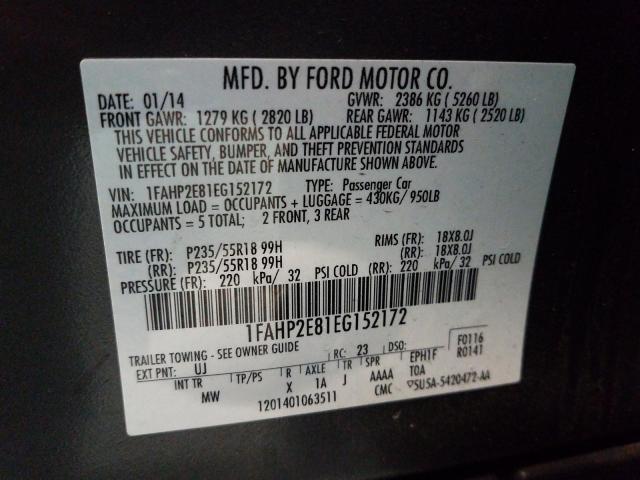 MFD. BY FORD MOTOR CO.
DATE: 01/14 GVWR: 2386 KG ( 5260 LB)
FRONT GAWR: 1279 KG ( 2820 LB) REAR GAWR: 1143 KG ( 2520 LB)
THIS VEHICLE CONFORMS TO ALL APPLICABLE FEDERAL MOTOR
VEHICLE SAFETY, BUMPER, AND THEFT PREVENTION STANDARDS
IN EFFECT ON THE DATE OF MANUFACTURE SHOWN ABOVE.
VIN: 1FAHP2E81EG152172 TYPE: Passenger Car
MAXIMUM LOAD = OCCUPANTS + LUGGAGE = 430KG/ 950LB
OCCUPANTS = 5 TOTAL; 2 FRONT, 3 REAR
TIRE (FR): P235/55R18 99H RIMS (FR): 18X8.0J
(RR): P235/55R18 99H (RR): 18X8.0J
PRESSURE (FR): 220 kPa/ 32 PSI COLD (RR): 220 kPa/ 32 PSI COLD
1FAHP2E81EG152172
TRAILER TOWING - SEE OWNER GUIDE F0116
EXT PNT: UJ RC: 23 DSO: R0141
INT TR TP/PS R AXLE TR SPR EPH1F
MW X 1A J AAAA TOA
1201401063511 CMC ▽5U5A-5420472-AA